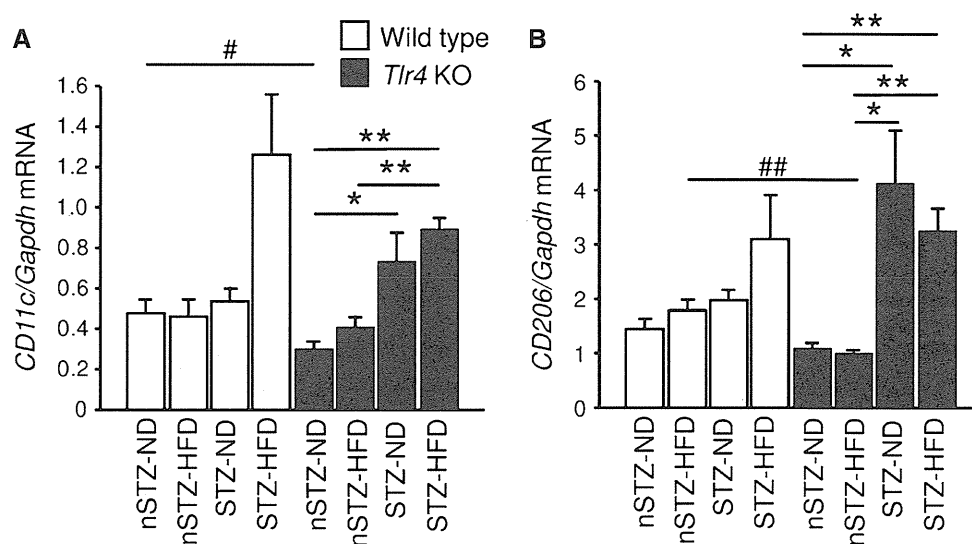 A
Wild type
Tlr4 KO
#
**
**
*
CD11c/Gapdh mRNA
1.6
1.4
1.2
1.0
0.8
0.6
0.4
0.2
0
nSTZ-ND
nSTZ-HFD
STZ-ND
STZ-HFD
nSTZ-ND
nSTZ-HFD
STZ-ND
STZ-HFD
B
**
*
**
*
##
CD206/Gapdh mRNA
6
5
4
3
2
1
0
nSTZ-ND
nSTZ-HFD
STZ-ND
STZ-HFD
nSTZ-ND
nSTZ-HFD
STZ-ND
STZ-HFD